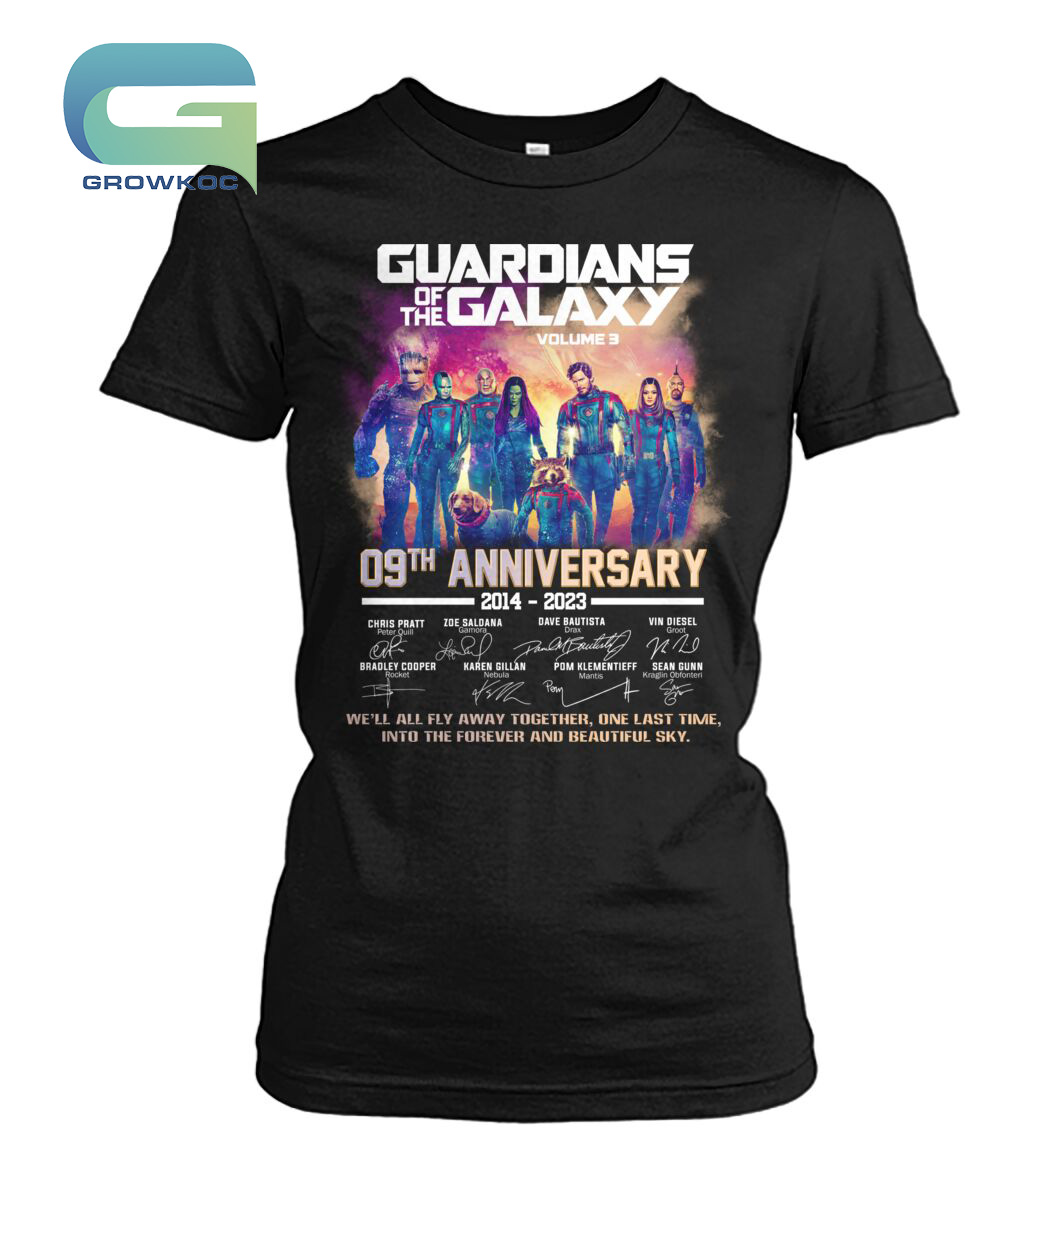 GROWKOC
GUARDIANS
OF THE GALAXY
VOLUME 3
09TH ANNIVERSARY
2014 - 2023
CHRIS PRATT ZOE SALDANA DAVE BAUTISTA VIN DIESEL
Peter Quill Gamora Drax Groot
BRADLEY COOPER KAREN GILLAN POM KLEMENTIEFF SEAN GUNN
Rocket Nebula Mantis Kraglin Obfonteri
Pom
WE'LL ALL FLY AWAY TOGETHER, ONE LAST TIME,
INTO THE FOREVER AND BEAUTIFUL SKY.